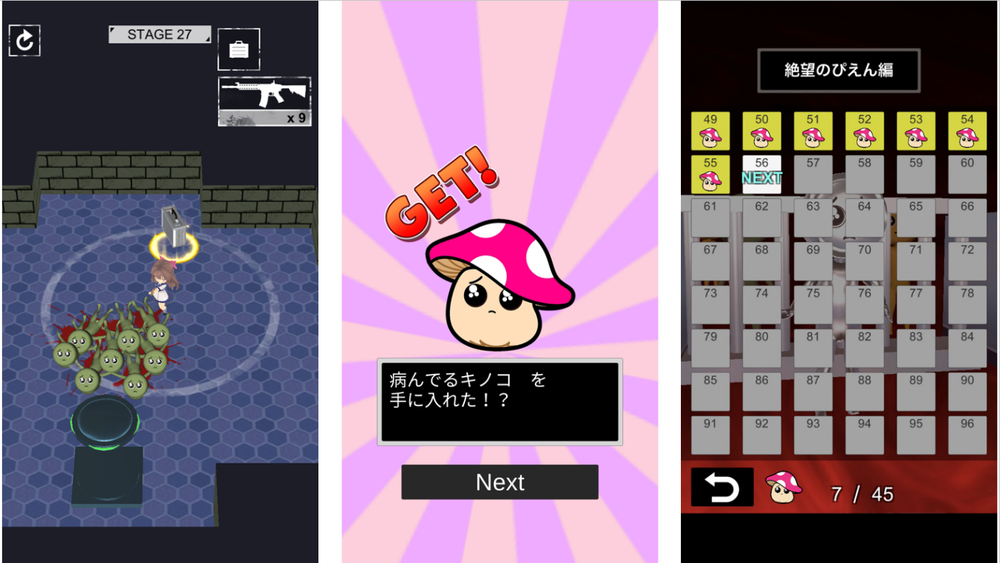 STAGE 27
x 9
GET!
病んでるキノコ　を
手に入れた！？
Next
絶望のぴえん編
49 50 51 52 53 54
55 56 57 58 59 60
NEXT
61 62 63 64 65 66
67 68 69 70 71 72
73 74 75 76 77 78
79 80 81 82 83 84
85 86 87 88 89 90
91 92 93 94 95 96
7 / 45